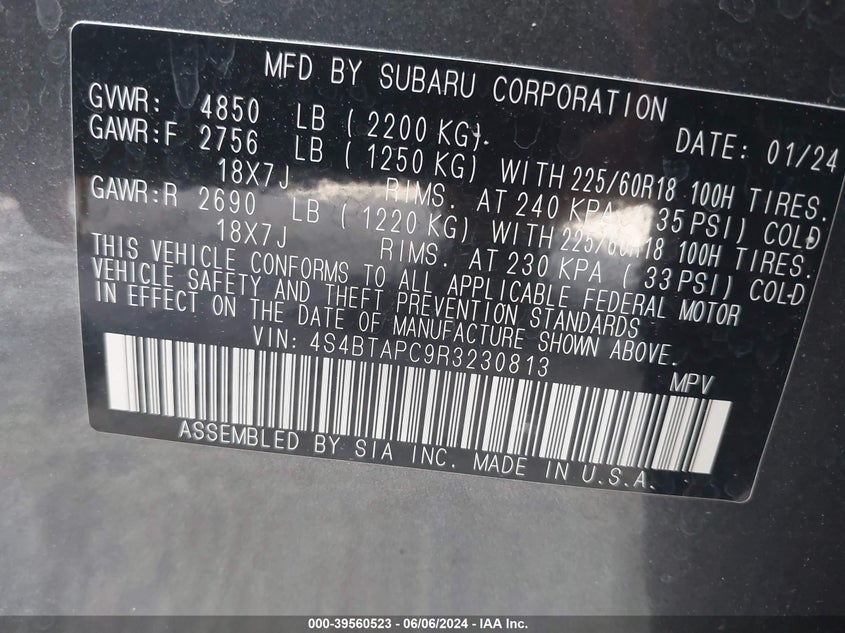 MFD BY SUBARU CORPORATION
GVWR: 4850 LB ( 2200 KG). DATE: 01/24
GAWR:F 2756 LB ( 1250 KG) WITH 225/60R18 100H TIRES.
18X7J RIMS. AT 240 KPA ( 35 PSI) COLD
GAWR:R 2690 LB ( 1220 KG) WITH 225/60R18 100H TIRES.
18X7J RIMS. AT 230 KPA ( 33 PSI) COLD
THIS VEHICLE CONFORMS TO ALL APPLICABLE FEDERAL MOTOR
VEHICLE SAFETY AND THEFT PREVENTION STANDARDS
IN EFFECT ON THE DATE OF MANUFACTURE SHOWN ABOVE.
VIN: 4S4BTAPC9R3230813
MPV
ASSEMBLED BY SIA INC. MADE IN U.S.A.
000-39560523 - 06/06/2024 - IAA Inc.